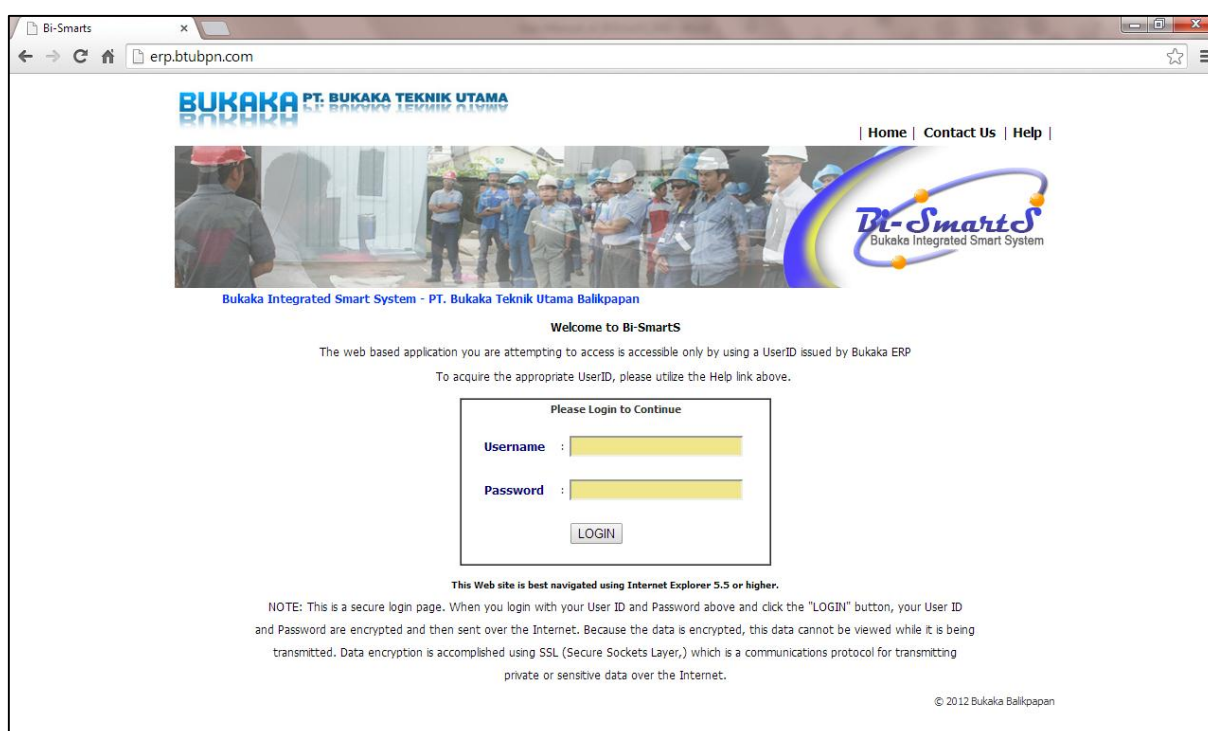 Bi-Smarts
erp.btubpn.com
BUKAKA PT. BUKAKA TEKNIK UTAMA
| Home | Contact Us | Help |
Bi-SmartS
Bukaka Integrated Smart System
Bukaka Integrated Smart System - PT. Bukaka Teknik Utama Balikpapan
Welcome to Bi-SmartS
The web based application you are attempting to access is accessible only by using a UserID issued by Bukaka ERP
To acquire the appropriate UserID, please utilize the Help link above.
Please Login to Continue
Username :
Password :
LOGIN
This Web site is best navigated using Internet Explorer 5.5 or higher.
NOTE: This is a secure login page. When you login with your User ID and Password above and click the "LOGIN" button, your User ID
and Password are encrypted and then sent over the Internet. Because the data is encrypted, this data cannot be viewed while it is being
transmitted. Data encryption is accomplished using SSL (Secure Sockets Layer,) which is a communications protocol for transmitting
private or sensitive data over the Internet.
© 2012 Bukaka Balikpapan